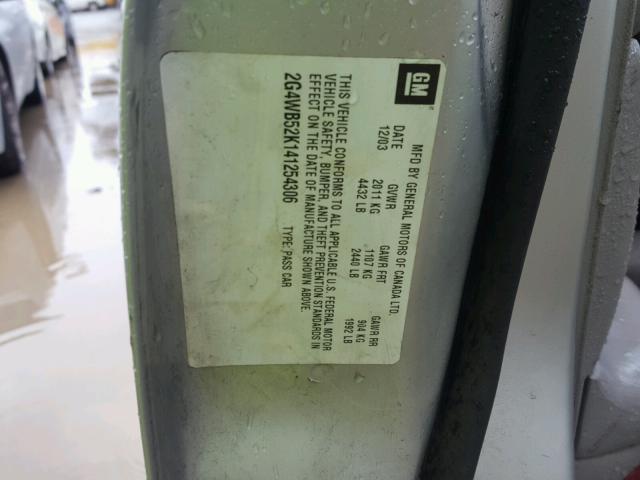 GM
MFD BY GENERAL MOTORS OF CANADA LTD.
DATE GVWR GAWR FRT GAWR RR
12/03 2011 KG 1107 KG 904 KG
4432 LB 2440 LB 1992 LB
THIS VEHICLE CONFORMS TO ALL APPLICABLE U.S. FEDERAL MOTOR
VEHICLE SAFETY, BUMPER, AND THEFT PREVENTION STANDARDS IN
EFFECT ON THE DATE OF MANUFACTURE SHOWN ABOVE.
2G4WB52K141254306 TYPE: PASS CAR